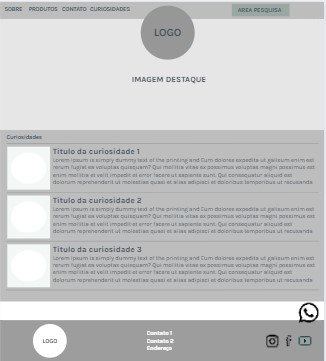 SOBRE PRODUTOS CONTATO CURIOSIDADES
AREA PESQUISA
LOGO
IMAGEM DESTAQUE
Curiosidades
Titulo da curiosidade 1
Lorem Ipsum is simply dummy text of the printing and Eum dolores expedita ut galisum enim est
rerum fugiat ea voluptas quisquam? Qui mollitia vitae ex possimus voluptas id magni possimus est
enim molestia et velit impedit et error facere ut sapiente sunt. Qui consequatur aliquid est
dolorum reprehenderit ut molestias quasi et alias adipisci et doloribus temporibus ut recusanda
Titulo da curiosidade 2
Lorem Ipsum is simply dummy text of the printing and Eum dolores expedita ut galisum enim est
rerum fugiat ea voluptas quisquam? Qui mollitia vitae ex possimus voluptas id magni possimus est
enim molestia et velit impedit et error facere ut sapiente sunt. Qui consequatur aliquid est
dolorum reprehenderit ut molestias quasi et alias adipisci et doloribus temporibus ut recusanda
Titulo da curiosidade 3
Lorem Ipsum is simply dummy text of the printing and Eum dolores expedita ut galisum enim est
rerum fugiat ea voluptas quisquam? Qui mollitia vitae ex possimus voluptas id magni possimus est
enim molestia et velit impedit et error facere ut sapiente sunt. Qui consequatur aliquid est
dolorum reprehenderit ut molestias quasi et alias adipisci et doloribus temporibus ut recusanda
LOGO
Contato 1
Contato 2
Endereço